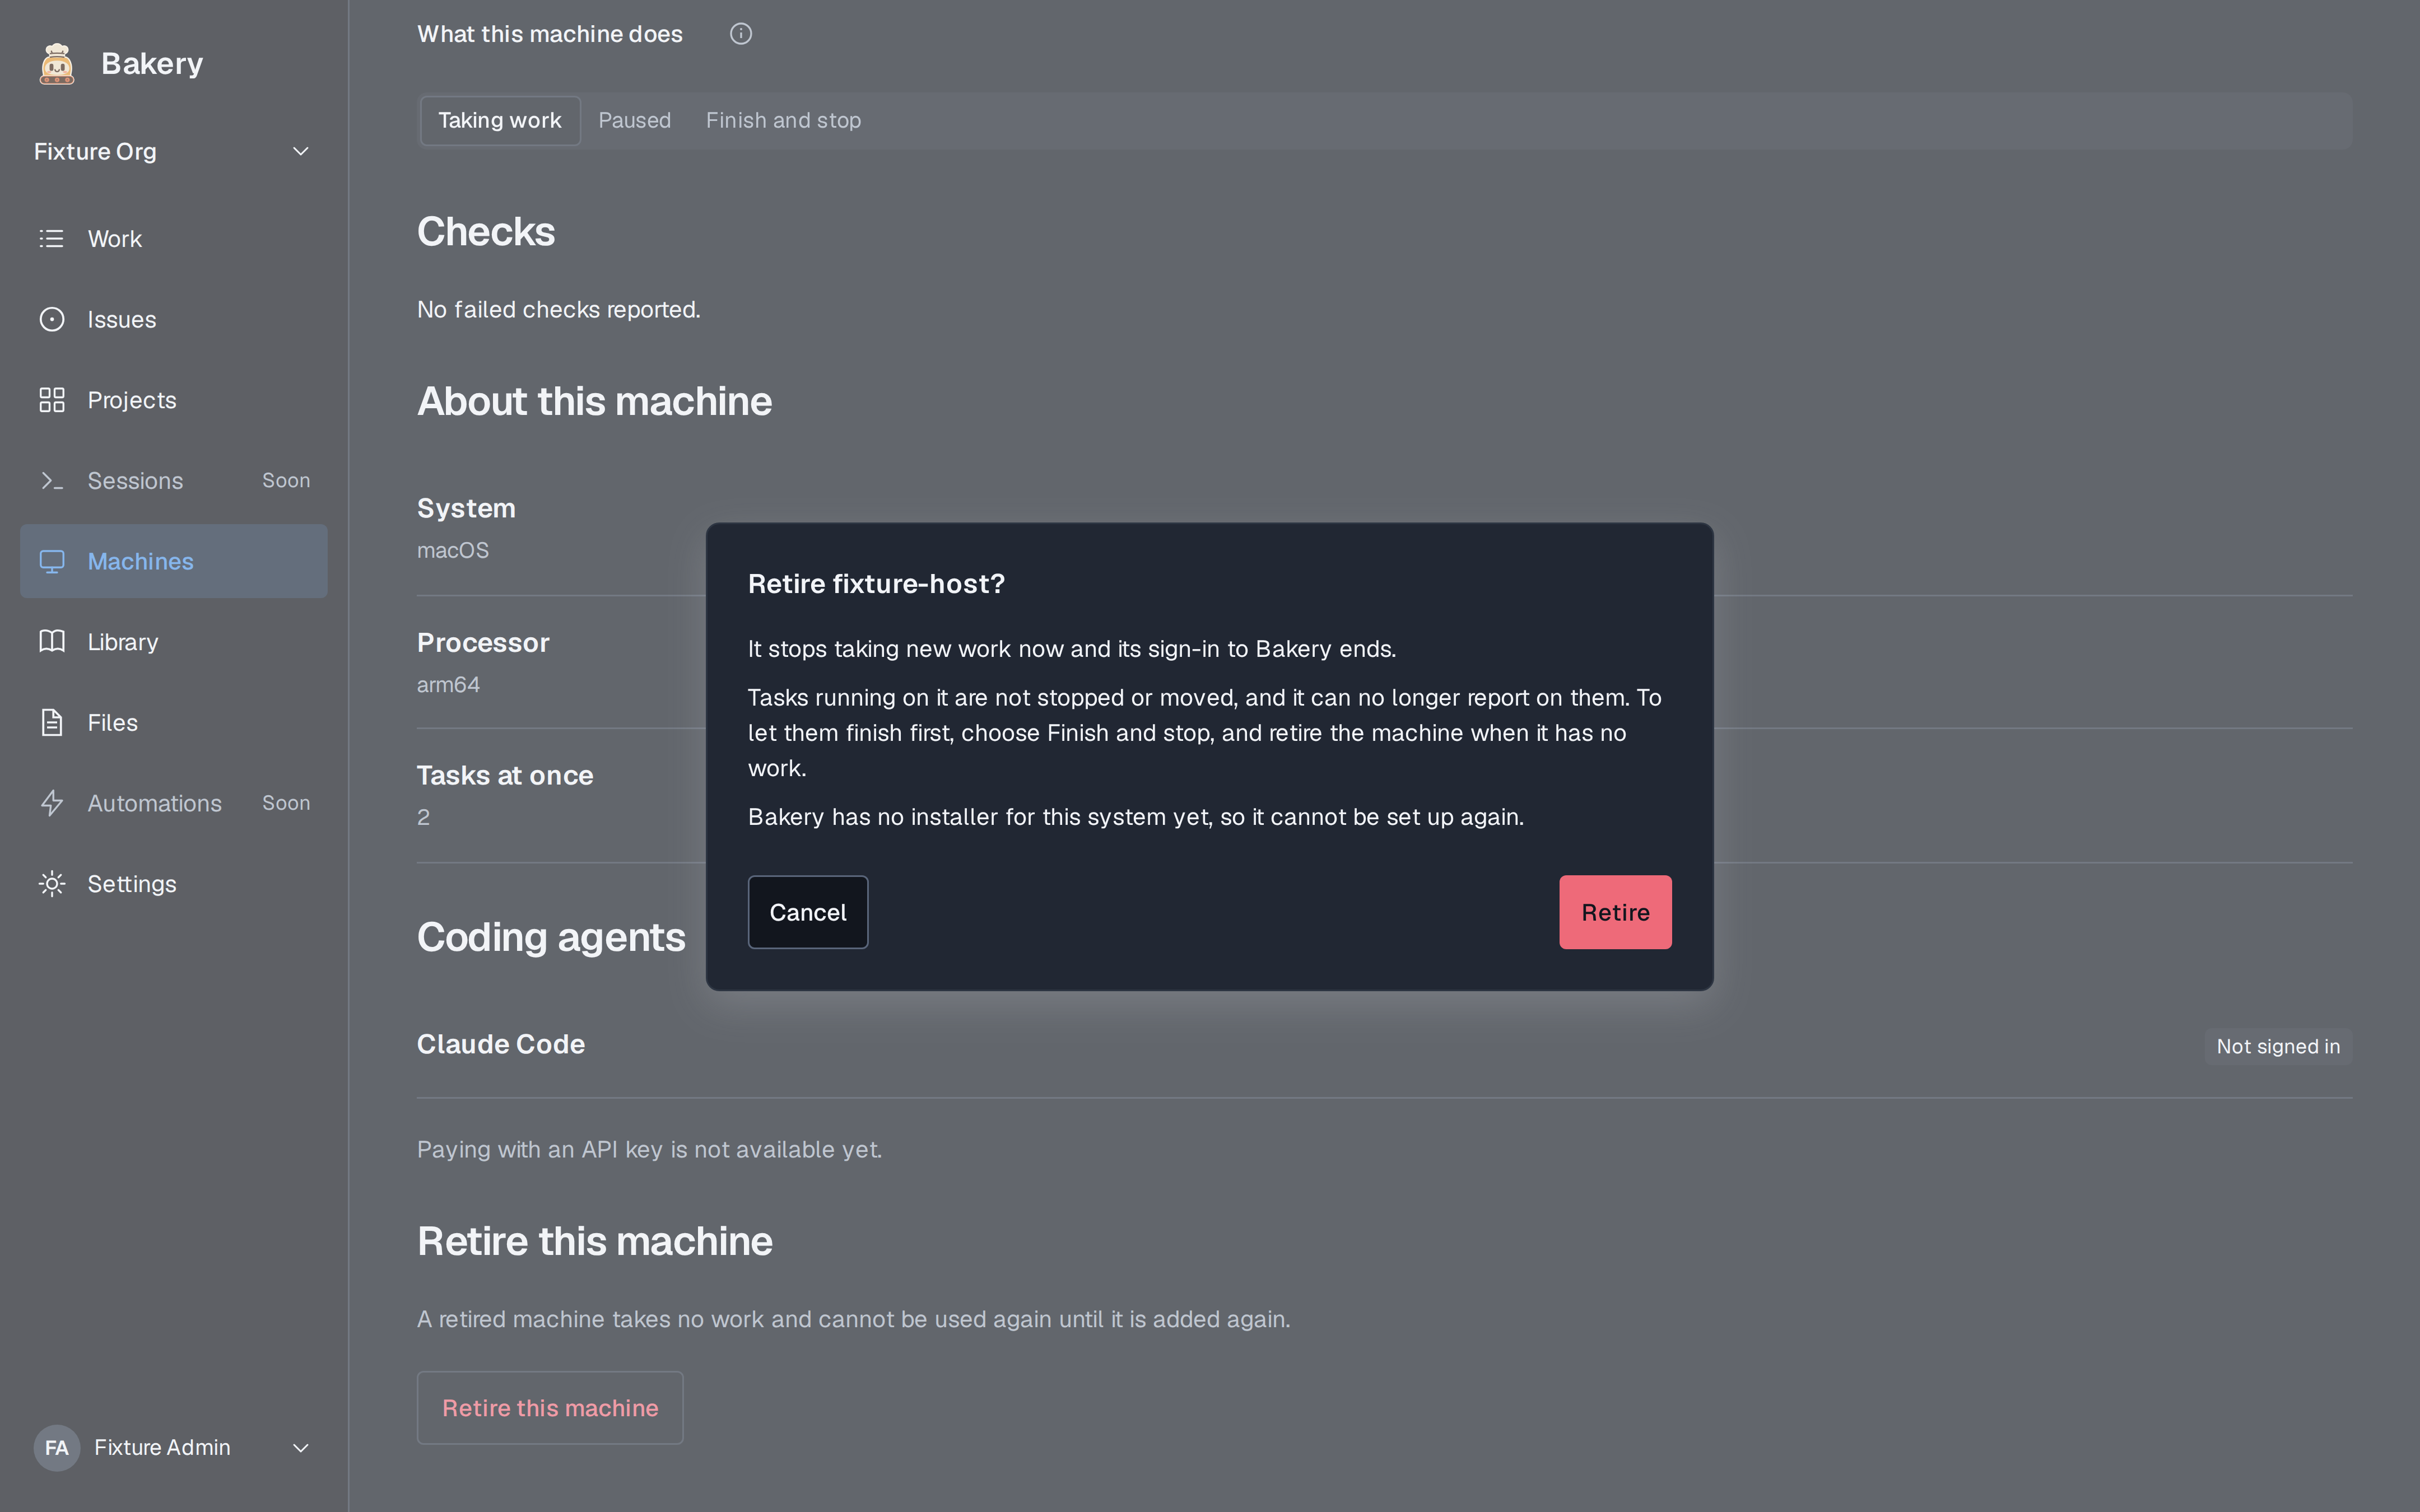 Bakery
Fixture Org
Work
Issues
Projects
Sessions Soon
Machines
Library
Files
Automations Soon
Settings
FA Fixture Admin
What this machine does
Taking work Paused Finish and stop
Checks
No failed checks reported.
About this machine
System
macOS
Processor
arm64
Tasks at once
2
Coding agents
Claude Code Not signed in
Paying with an API key is not available yet.
Retire this machine
A retired machine takes no work and cannot be used again until it is added again.
Retire this machine
Retire fixture-host?
It stops taking new work now and its sign-in to Bakery ends.
Tasks running on it are not stopped or moved, and it can no longer report on them. To
let them finish first, choose Finish and stop, and retire the machine when it has no
work.
Bakery has no installer for this system yet, so it cannot be set up again.
Cancel Retire